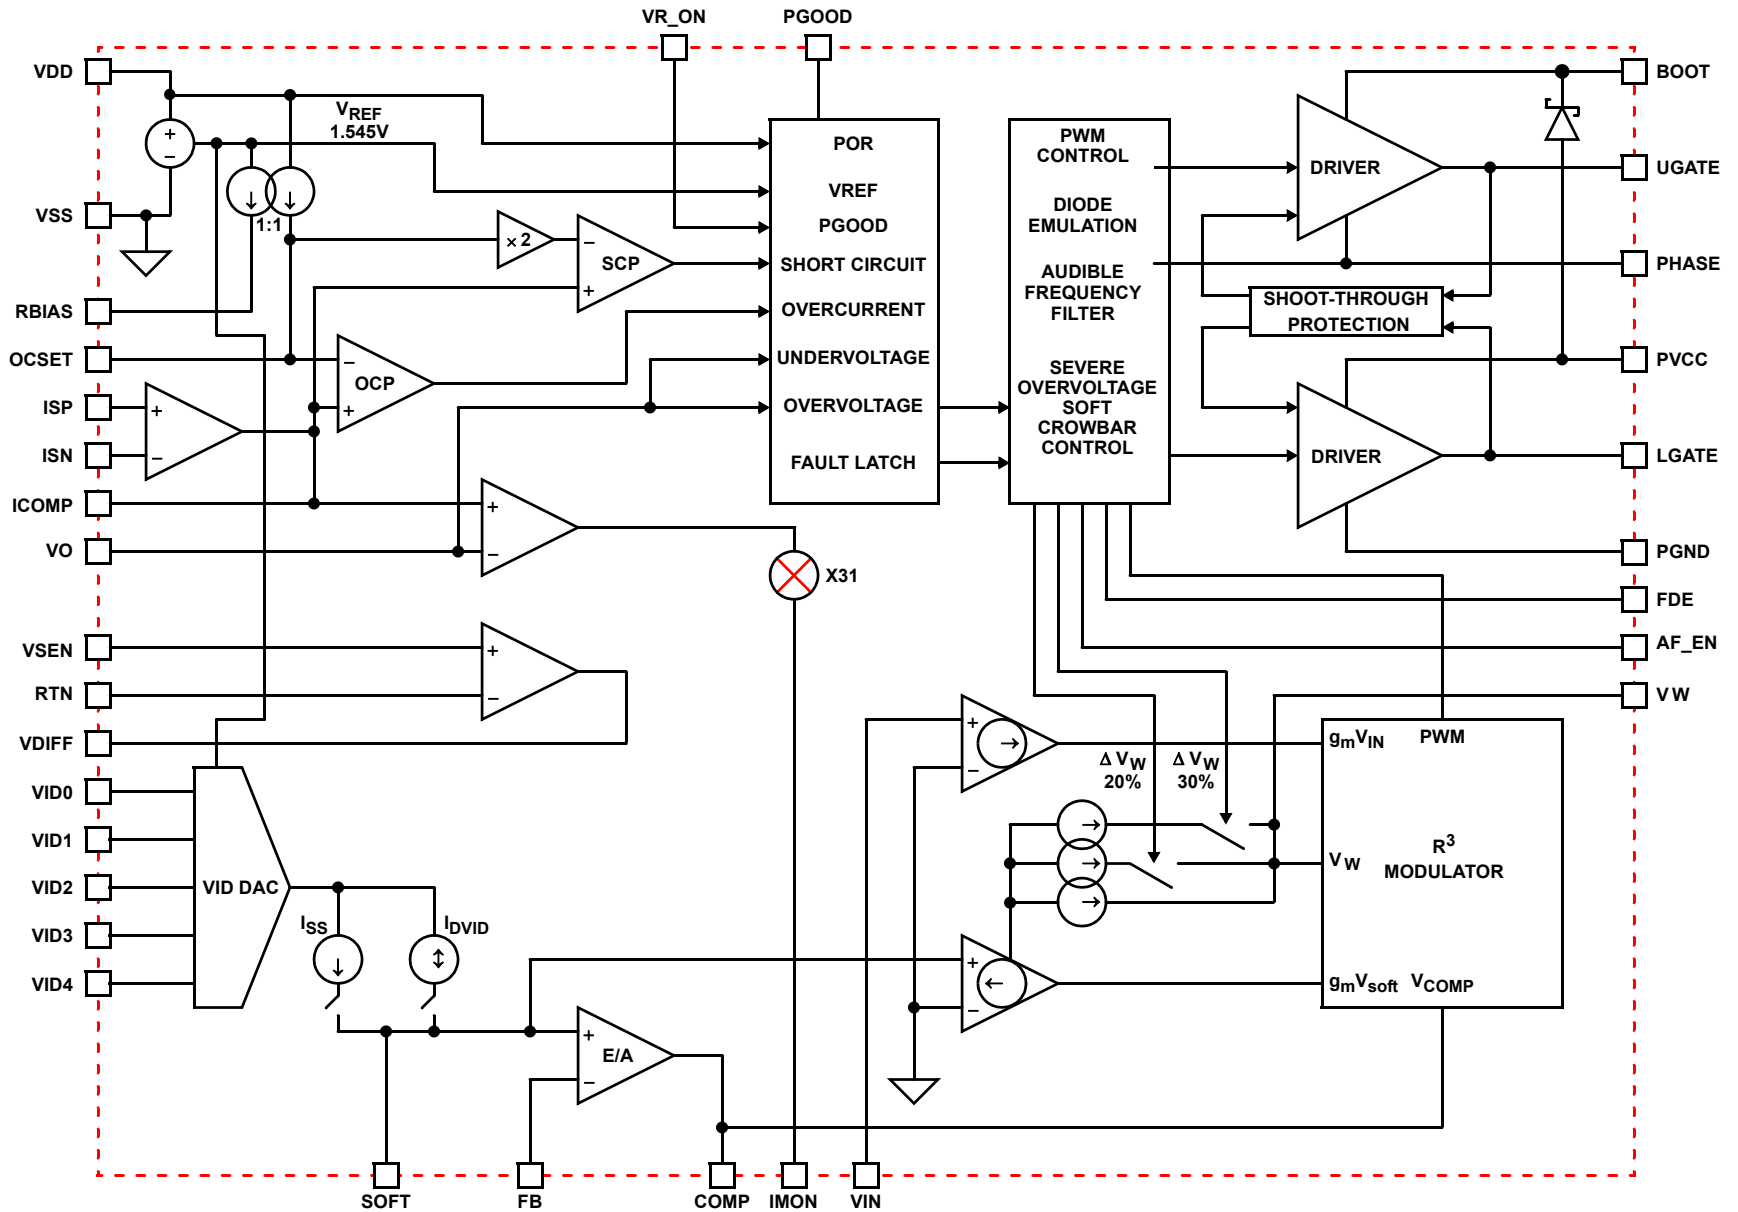 VR_ON
PGOOD
VDD
VSS
RBIAS
OCSET
ISP
ISN
ICOMP
VO
VSEN
RTN
VDIFF
VID0
VID1
VID2
VID3
VID4
+
−
VREF
1.545V
1:1
× 2
−
SCP
+
−
OCP
+
+
−
+
−
X31
+
−
VID DAC
ISS
IDVID
+
E/A
−
POR
VREF
PGOOD
SHORT CIRCUIT
OVERCURRENT
UNDERVOLTAGE
OVERVOLTAGE
FAULT LATCH
PWM
CONTROL
DIODE
EMULATION
AUDIBLE
FREQUENCY
FILTER
SEVERE
OVERVOLTAGE
SOFT
CROWBAR
CONTROL
DRIVER
SHOOT-THROUGH
PROTECTION
DRIVER
+
−
Δ VW
20%
Δ VW
30%
+
−
gmVIN
PWM
VW
R3
MODULATOR
gmVsoft
VCOMP
BOOT
UGATE
PHASE
PVCC
LGATE
PGND
FDE
AF_EN
VW
SOFT
FB
COMP
IMON
VIN